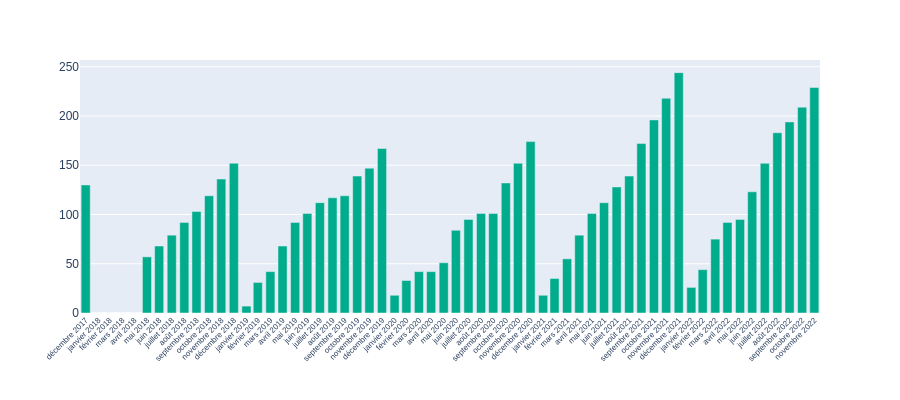 250
200
150
100
50
0
décembre 2017
janvier 2018
février 2018
mars 2018
avril 2018
mai 2018
juin 2018
juillet 2018
août 2018
septembre 2018
octobre 2018
novembre 2018
décembre 2018
janvier 2019
février 2019
mars 2019
avril 2019
mai 2019
juin 2019
juillet 2019
août 2019
septembre 2019
octobre 2019
novembre 2019
décembre 2019
janvier 2020
février 2020
mars 2020
avril 2020
mai 2020
juin 2020
juillet 2020
août 2020
septembre 2020
octobre 2020
novembre 2020
décembre 2020
janvier 2021
février 2021
mars 2021
avril 2021
mai 2021
juin 2021
juillet 2021
août 2021
septembre 2021
octobre 2021
novembre 2021
décembre 2021
janvier 2022
février 2022
mars 2022
avril 2022
mai 2022
juin 2022
juillet 2022
août 2022
septembre 2022
octobre 2022
novembre 2022